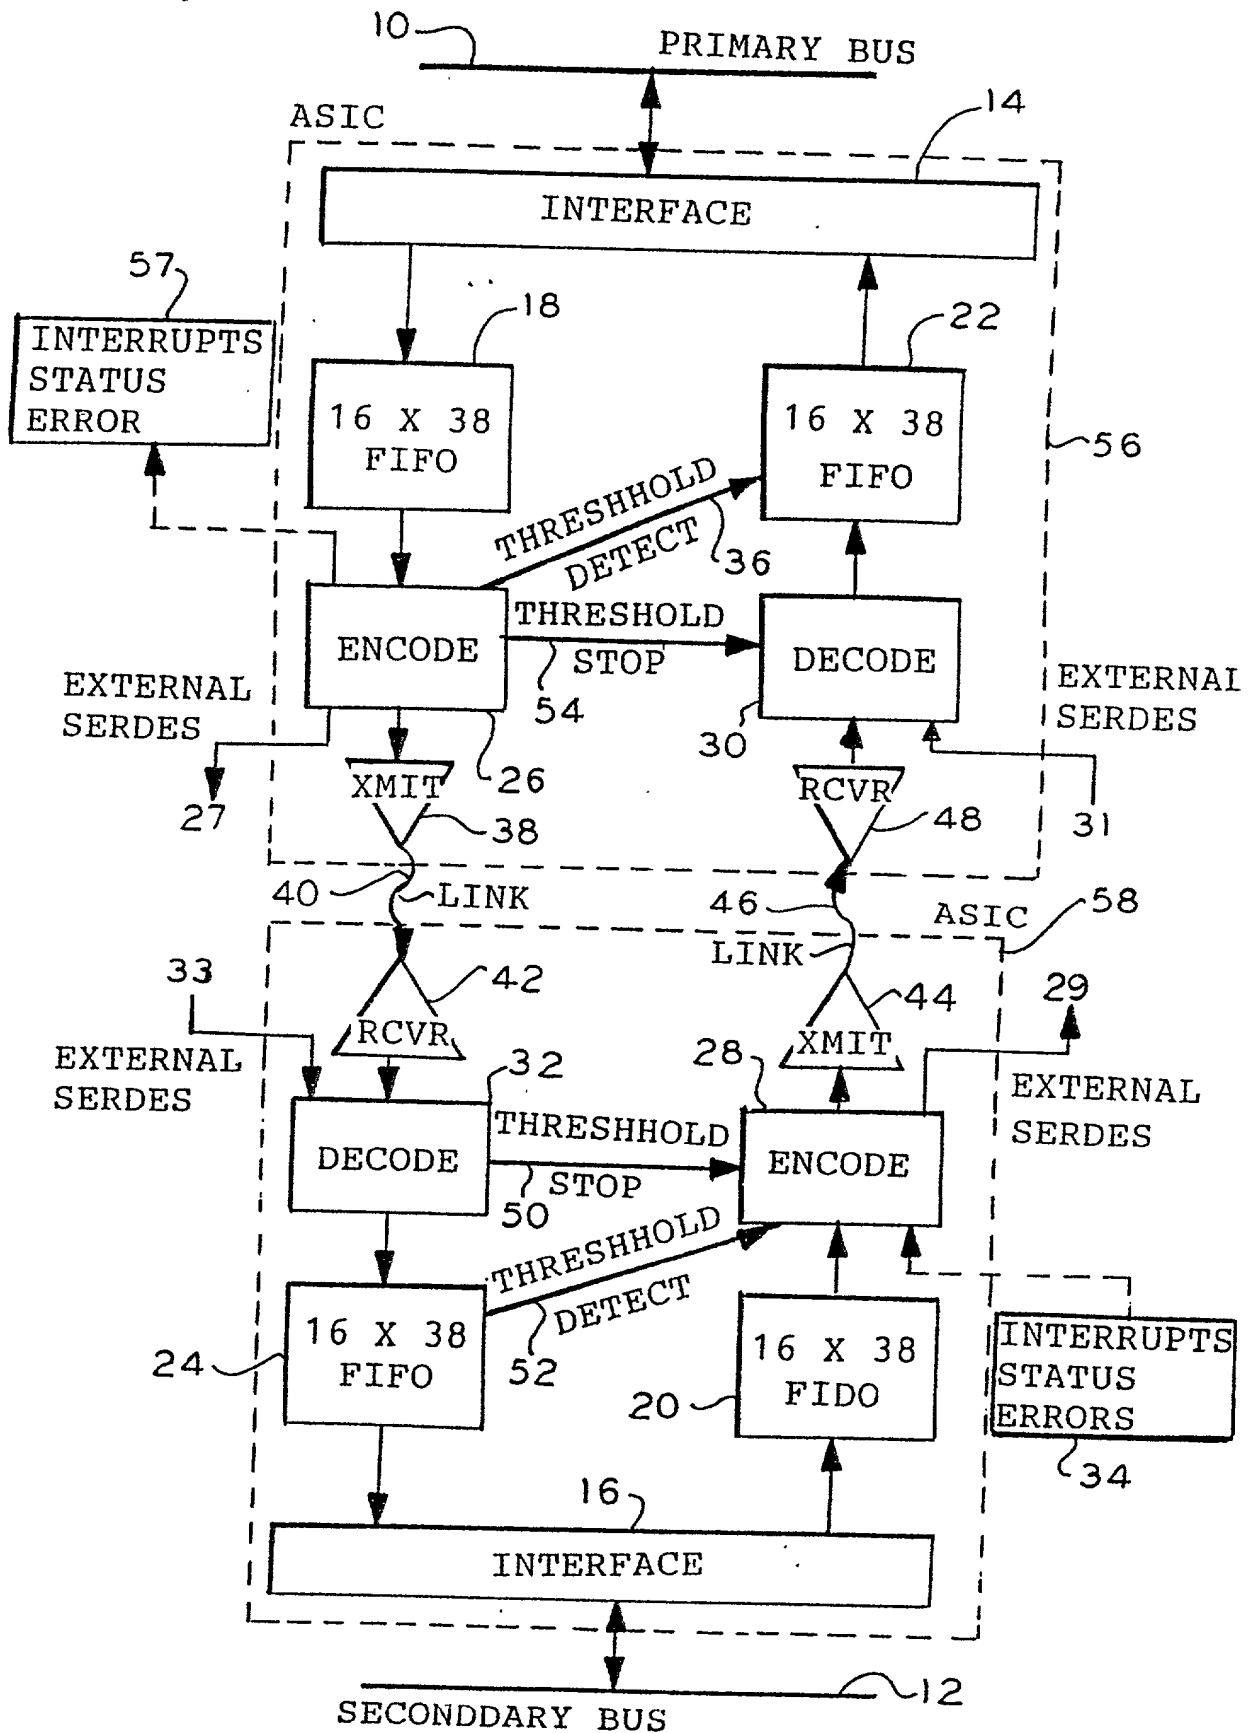 10
PRIMARY BUS
ASIC
14
INTERFACE
57
INTERRUPTS
STATUS
ERROR
18
22
16 X 38
FIFO
16 X 38
FIFO
56
THRESHHOLD
DETECT
36
ENCODE
THRESHOLD
STOP
54
DECODE
30
EXTERNAL
SERDES
27
EXTERNAL
SERDES
31
XMIT
26
38
RCVR
48
40
LINK
46
LINK
ASIC
58
33
42
RCVR
44
XMIT
29
EXTERNAL
SERDES
32
28
EXTERNAL
SERDES
DECODE
THRESHHOLD
STOP
50
ENCODE
THRESHHOLD
DETECT
52
24
16 X 38
FIFO
20
16 X 38
FIDO
INTERRUPTS
STATUS
ERRORS
34
16
INTERFACE
12
SECONDDARY BUS